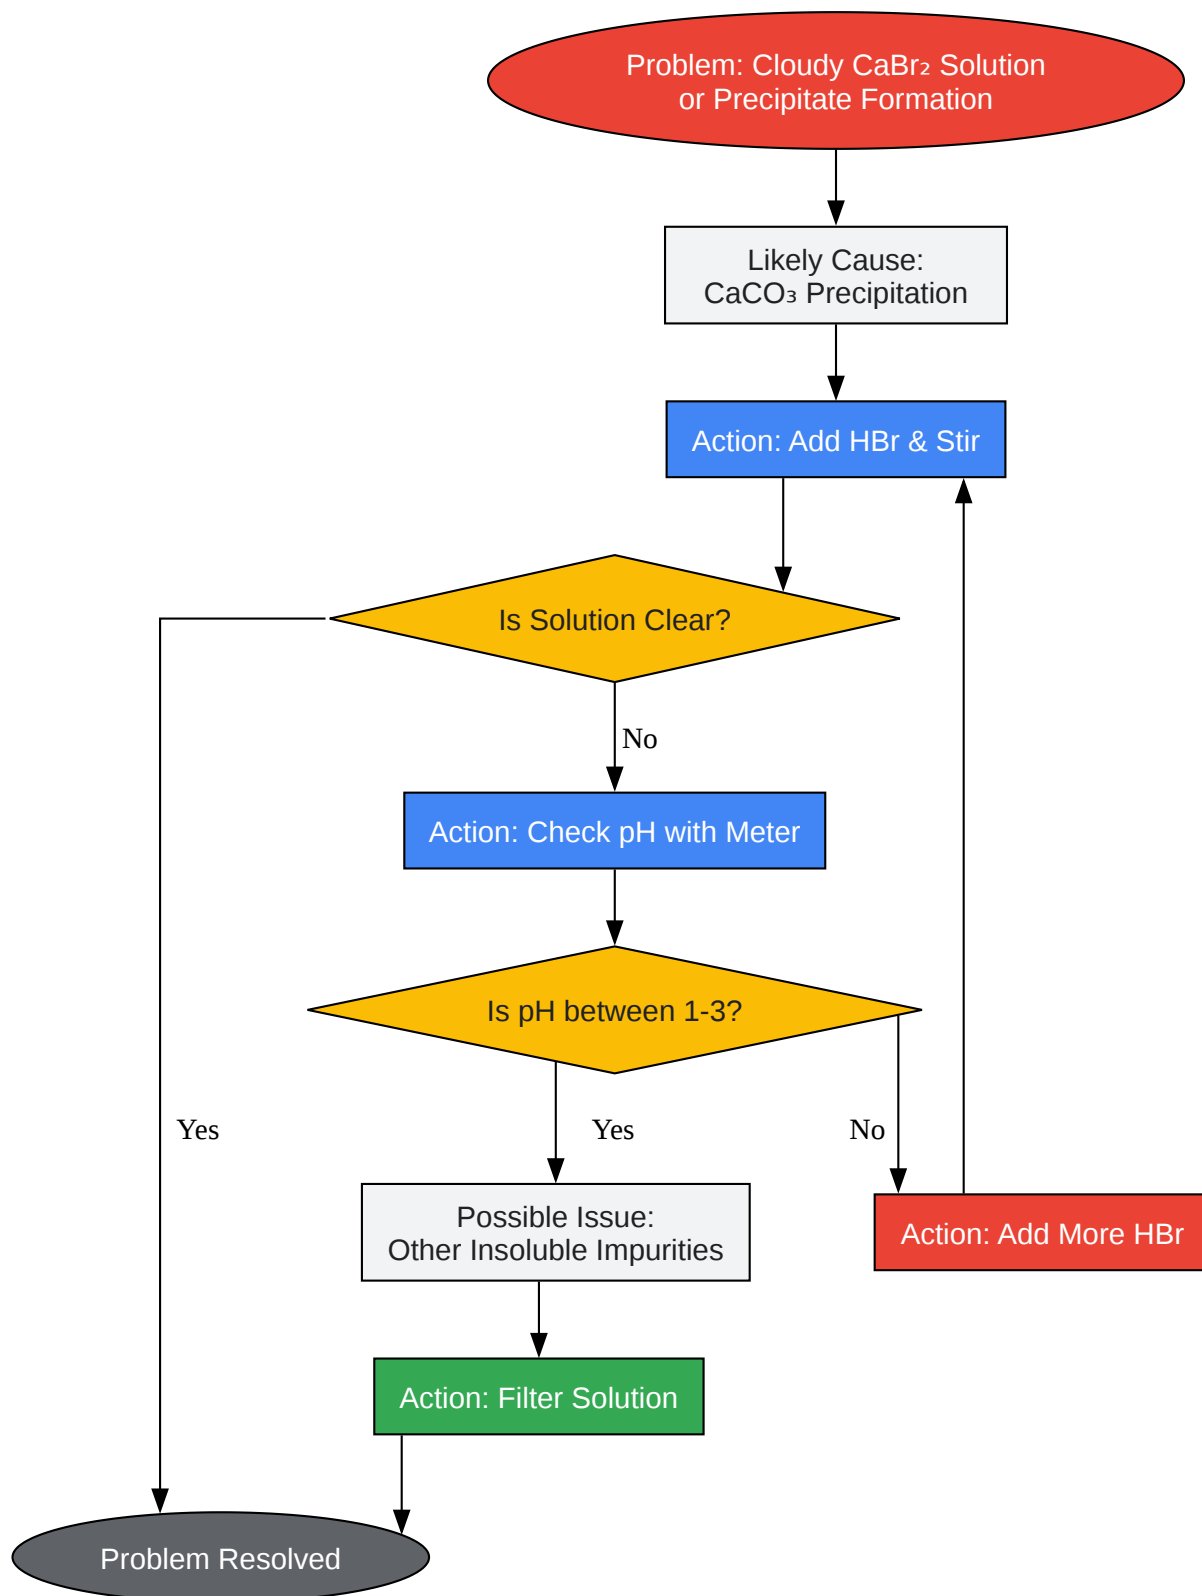 Problem: Cloudy CaBr₂ Solution
or Precipitate Formation
Likely Cause:
CaCO₃ Precipitation
Action: Add HBr & Stir
Is Solution Clear?
No
Action: Check pH with Meter
Is pH between 1-3?
Yes
Yes
No
Possible Issue:
Other Insoluble Impurities
Action: Add More HBr
Action: Filter Solution
Problem Resolved